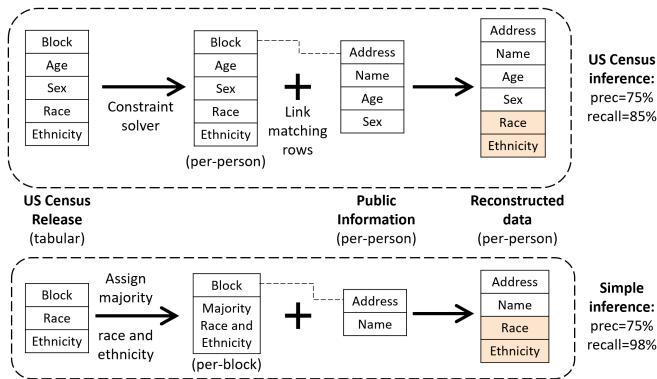 Block
Age
Sex
Race
Ethnicity
Constraint
solver
Block
Age
Sex
Race
Ethnicity
(per-person)
Link
matching
rows
Address
Name
Age
Sex
Address
Name
Age
Sex
Race
Ethnicity
US Census
inference:
prec=75%
recall=85%
US Census
Release
(tabular)
Public
Information
(per-person)
Reconstructed
data
(per-person)
Block
Race
Ethnicity
Assign
majority
race and
ethnicity
Block
Majority
Race and
Ethnicity
(per-block)
Address
Name
Address
Name
Race
Ethnicity
Simple
inference:
prec=75%
recall=98%